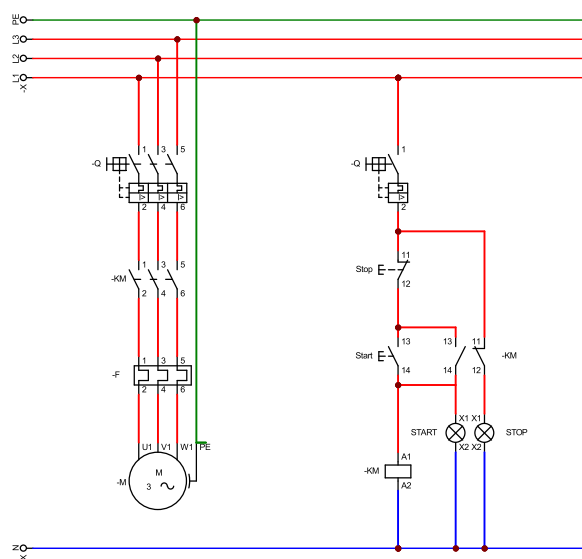 PE
L3
L2
L1
-X
1 3 5
-Q
I> I> I>
2 4 6
1
-Q
I>
2
1 3 5
-KM
2 4 6
11
Stop
12
1 3 5
-F
2 4 6
13 13 11
Start -KM
14 14 12
X1 X1
START STOP
X2 X2
U1 V1 W1 PE
M
-M 3
A1
-KM
A2
N
X